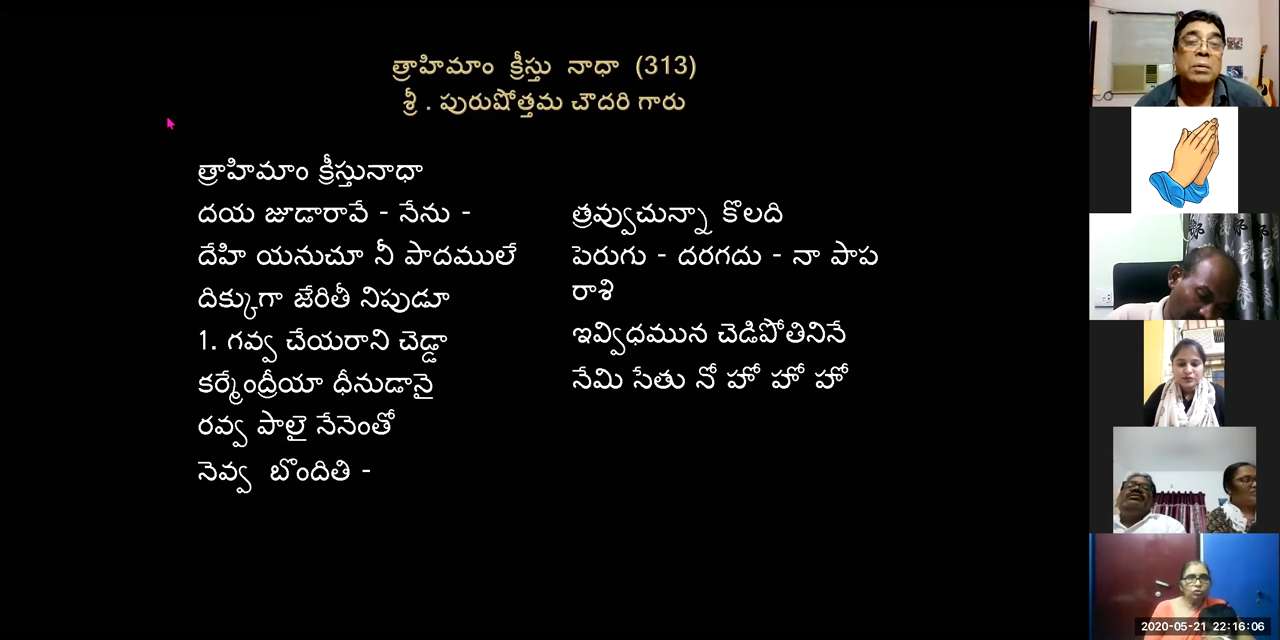 త్రాహిమాం క్రీస్తు నాధా (313)
శ్రీ . పురుషోత్తమ చౌదరి గారు
త్రాహిమాం క్రీస్తునాధా
దయ జూడారావే - నేను -
దేహి యనుచూ నీ పాదములే
దిక్కుగా జేరితీ నిపుడూ
1. గవ్వ చేయరాని చెడ్డా
కర్మేంద్రీయా ధీనుడానై
రవ్వ పాలై నేనెంతో
నెవ్వ బొందితి -
త్రవ్వుచున్నా కొలది
పెరుగు - దరగదు - నా పాప
రాశి
ఇవ్విధమున చెడిపోతినినే
నేమి సేతు నో హో హో హో
2020-05-21 22:16:06